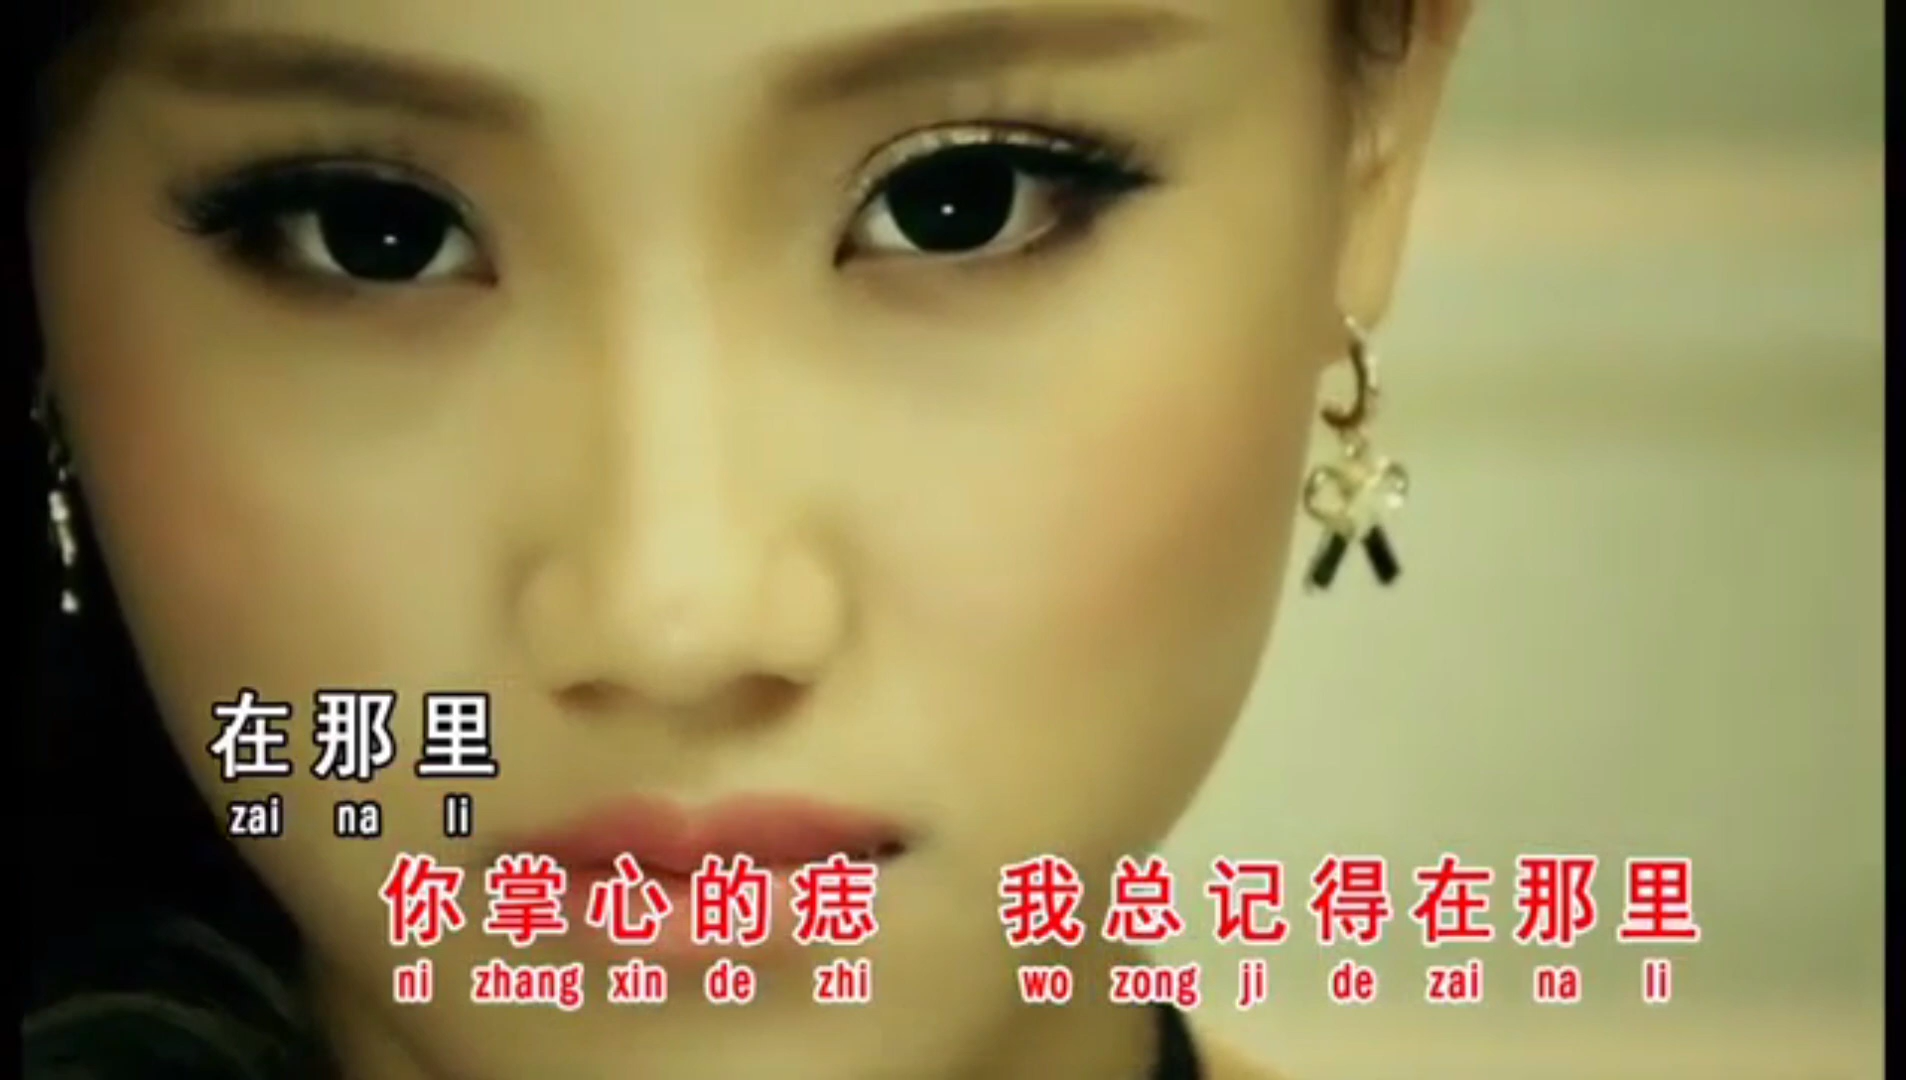 在那里
zai na li
你掌心的痣 我总记得在那里
ni zhang xin de zhi wo zong ji de zai na li